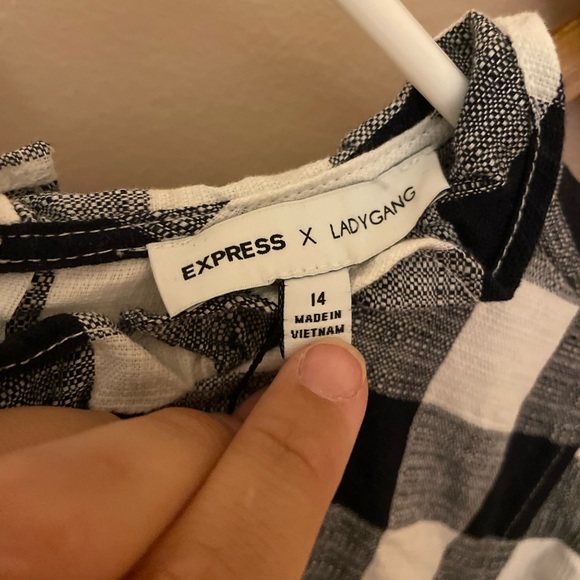 EXPRESS X LADYGANG
14
MADE IN
VIETNAM